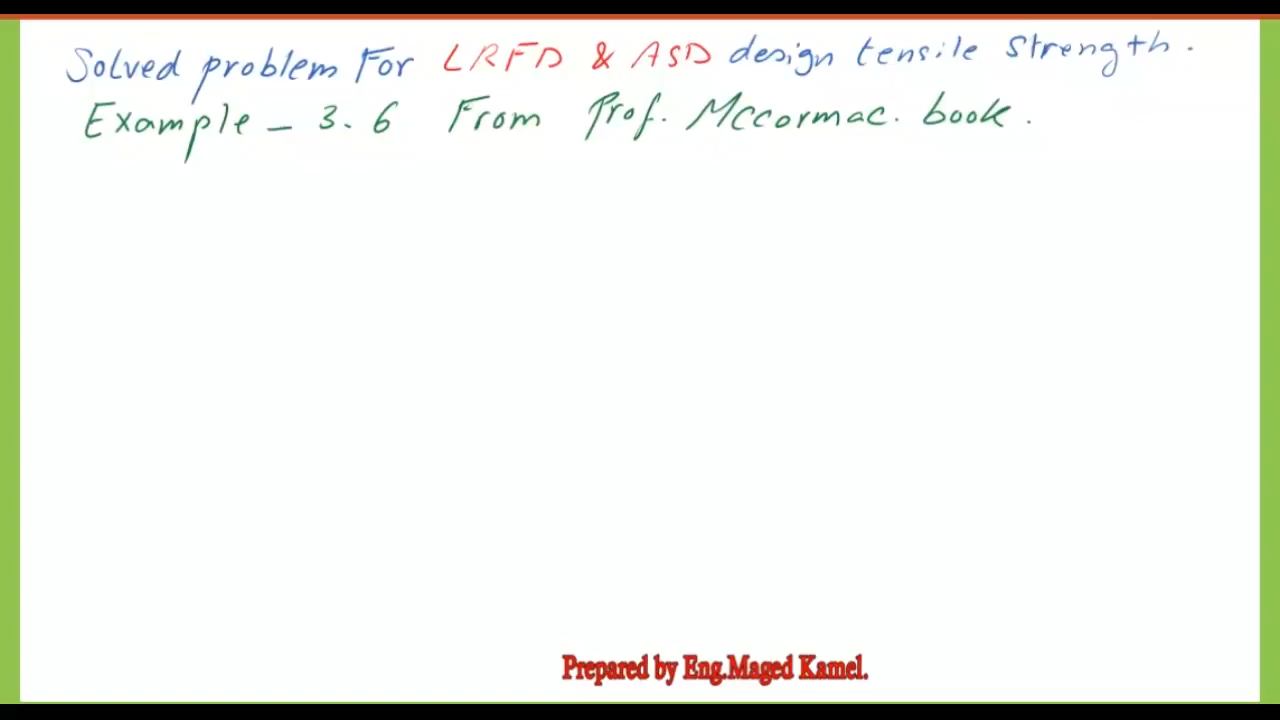 Solved problem For LRFD & ASD design tensile strength.
Example - 3.6 From Prof. Mccormac. book.
Prepared by Eng.Maged Kamel.